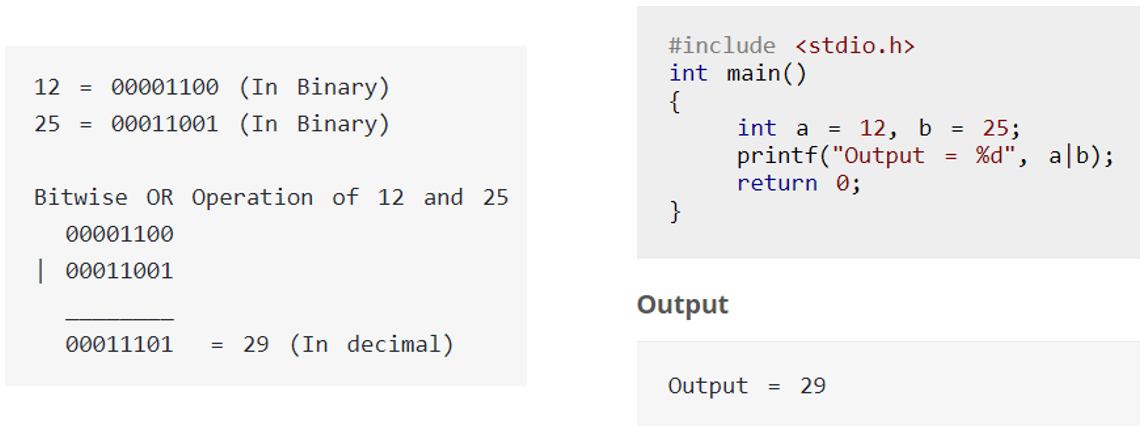 12 = 00001100 (In Binary)
25 = 00011001 (In Binary)
Bitwise OR Operation of 12 and 25
00001100
| 00011001
________
00011101 = 29 (In decimal)
#include <stdio.h>
int main()
{
int a = 12, b = 25;
printf("Output = %d", a|b);
return 0;
}
Output
Output = 29